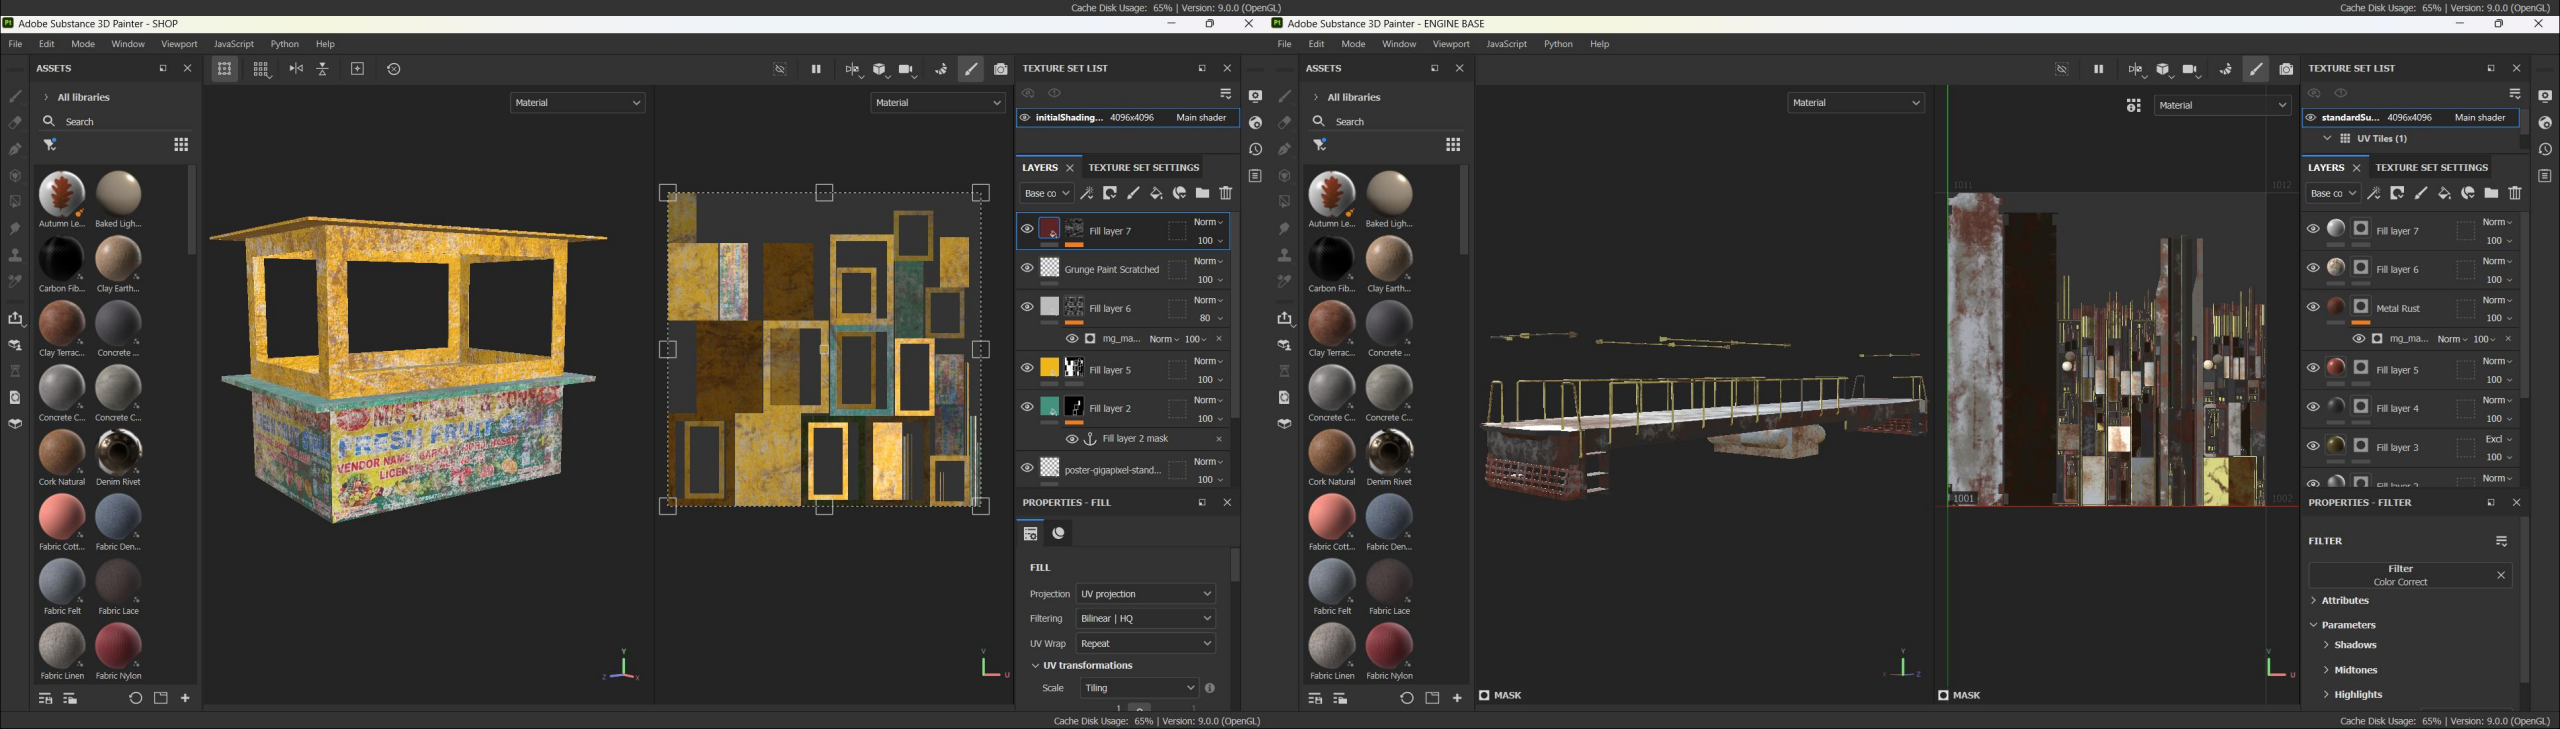 Cache Disk Usage: 65% | Version: 9.0.0 (OpenGL)
Cache Disk Usage: 65% | Version: 9.0.0 (OpenGL)
Pt Adobe Substance 3D Painter - SHOP
File Edit Mode Window Viewport JavaScript Python Help
ASSETS
All libraries
Search
Autumn Le... Baked Ligh...
Carbon Fib... Clay Earth...
Clay Terrac... Concrete ...
Concrete C... Concrete C...
Cork Natural Denim Rivet
Fabric Cott... Fabric Den...
Fabric Felt Fabric Lace
Fabric Linen Fabric Nylon
Material
Material
FRESH FRUIT
VENDOR NAME
LICENSE
Y
Z X
V
U
TEXTURE SET LIST
initialShading... 4096x4096 Main shader
LAYERS TEXTURE SET SETTINGS
Base co
Fill layer 7 Norm 100
Grunge Paint Scratched Norm 100
Fill layer 6 Norm 80
mg_ma... Norm 100
Fill layer 5 Norm 100
Fill layer 2 Norm 100
Fill layer 2 mask
poster-gigapixel-stand... Norm 100
PROPERTIES - FILL
FILL
Projection UV projection
Filtering Bilinear | HQ
UV Wrap Repeat
UV transformations
Scale Tiling
1 1
Cache Disk Usage: 65% | Version: 9.0.0 (OpenGL)
Pt Adobe Substance 3D Painter - ENGINE BASE
File Edit Mode Window Viewport JavaScript Python Help
ASSETS
All libraries
Search
Autumn Le... Baked Ligh...
Carbon Fib... Clay Earth...
Clay Terrac... Concrete ...
Concrete C... Concrete C...
Cork Natural Denim Rivet
Fabric Cott... Fabric Den...
Fabric Felt Fabric Lace
Fabric Linen Fabric Nylon
Material
Material
1011 1012
1001 1002
Y
X Z
V
U
MASK
MASK
TEXTURE SET LIST
standardSu... 4096x4096 Main shader
UV Tiles (1)
LAYERS TEXTURE SET SETTINGS
Base co
Fill layer 7 Norm 100
Fill layer 6 Norm 100
Metal Rust Norm 100
mg_ma... Norm 100
Fill layer 5 Norm 100
Fill layer 4 Norm 100
Fill layer 3 Excl 100
Fill layer 2 Norm
PROPERTIES - FILTER
FILTER
Filter
Color Correct
Attributes
Parameters
Shadows
Midtones
Highlights
Cache Disk Usage: 65% | Version: 9.0.0 (OpenGL)